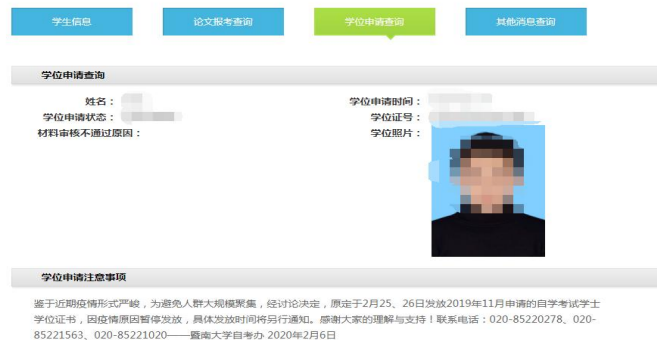 学生信息 论文报考查询 学位申请查询 其他消息查询
学位申请查询
姓名： 学位申请时间：
学位申请状态： 学位证号：
材料审核不通过原因： 学位照片：
学位申请注意事项
鉴于近期疫情形式严峻，为避免人群大规模聚集，经讨论决定，原定于2月25、26日发放2019年11月申请的自学考试学士
学位证书，因疫情原因暂停发放，具体发放时间将另行通知。感谢大家的理解与支持！联系电话：020-85220278、020-
85221563、020-85221020——暨南大学自考办 2020年2月6日